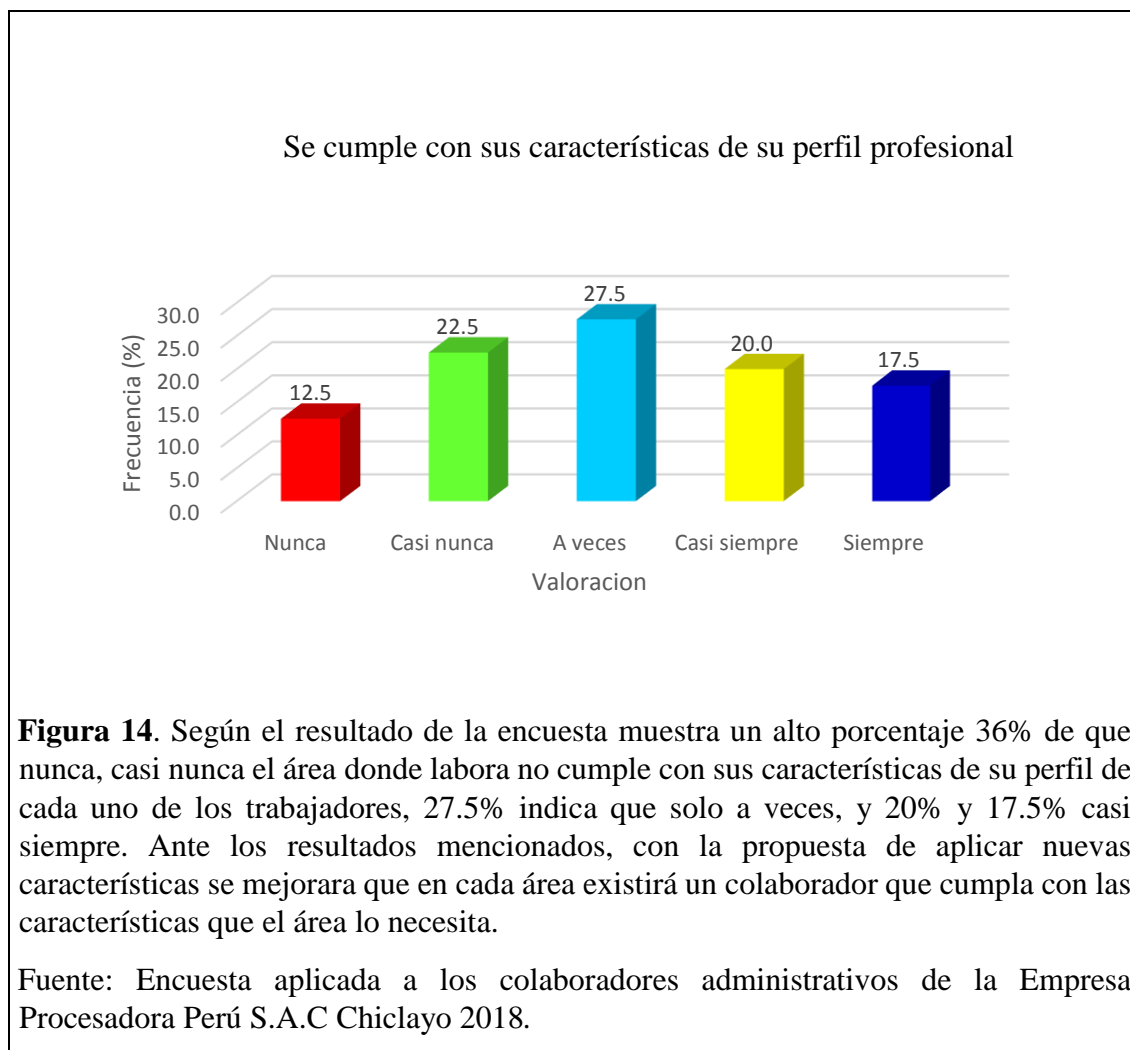 Se cumple con sus características de su perfil profesional
27.5
22.5
20.0
17.5
12.5
30.0
25.0
20.0
15.0
10.0
5.0
0.0
Frecuencia (%)
Nunca Casi nunca A veces Casi siempre Siempre
Valoracion
Figura 14. Según el resultado de la encuesta muestra un alto porcentaje 36% de que
nunca, casi nunca el área donde labora no cumple con sus características de su perfil de
cada uno de los trabajadores, 27.5% indica que solo a veces, y 20% y 17.5% casi
siempre. Ante los resultados mencionados, con la propuesta de aplicar nuevas
características se mejorara que en cada área existirá un colaborador que cumpla con las
características que el área lo necesita.
Fuente: Encuesta aplicada a los colaboradores administrativos de la Empresa
Procesadora Perú S.A.C Chiclayo 2018.